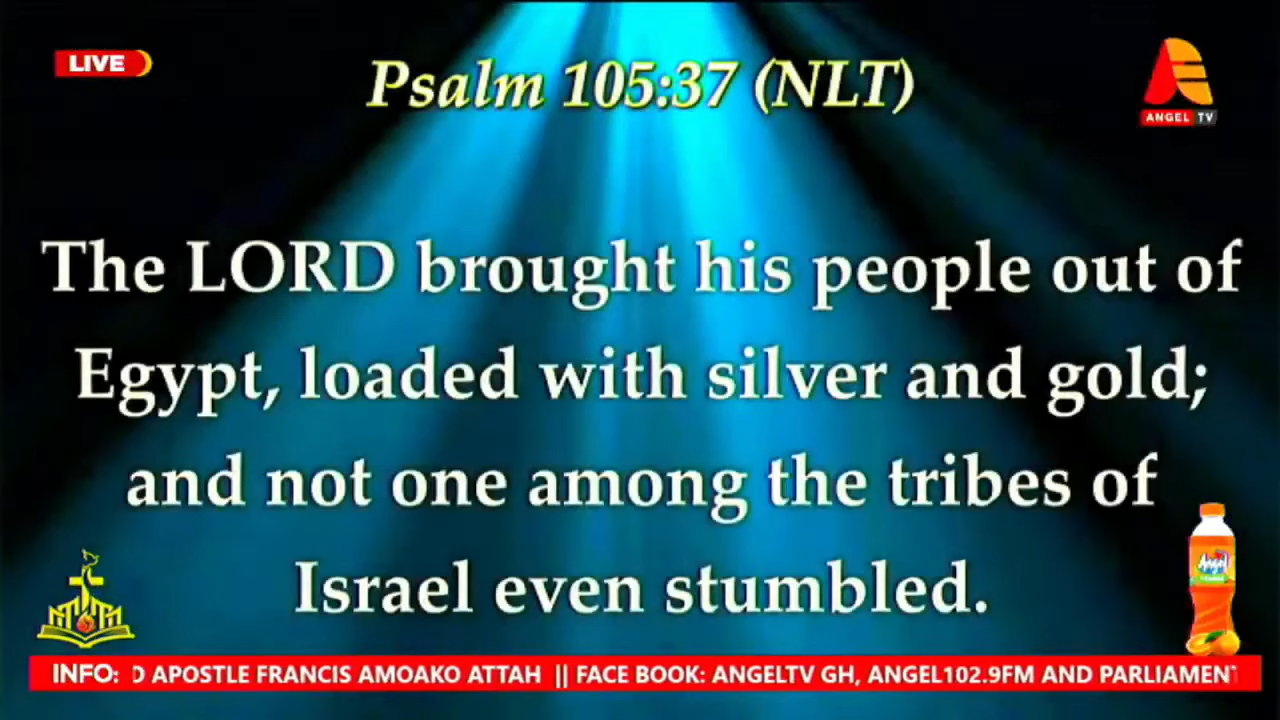 LIVE
Psalm 105:37 (NLT)
ANGEL TV
The LORD brought his people out of
Egypt, loaded with silver and gold;
and not one among the tribes of
Israel even stumbled.
Angel
INFO: D APOSTLE FRANCIS AMOAKO ATTAH || FACE BOOK: ANGELTV GH, ANGEL102.9FM AND PARLIAMEN